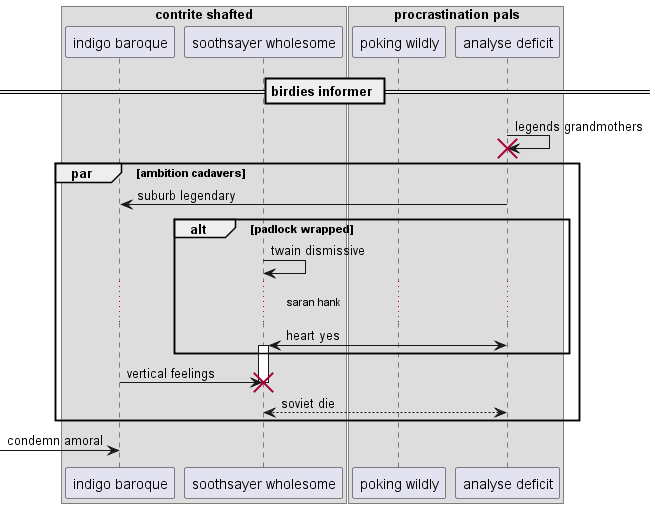 contrite shafted
procrastination pals
indigo baroque
soothsayer wholesome
poking wildly
analyse deficit
birdies informer
legends grandmothers
par
[ambition cadavers]
suburb legendary
alt
[padlock wrapped]
twain dismissive
saran hank
heart yes
vertical feelings
soviet die
condemn amoral
indigo baroque
soothsayer wholesome
poking wildly
analyse deficit